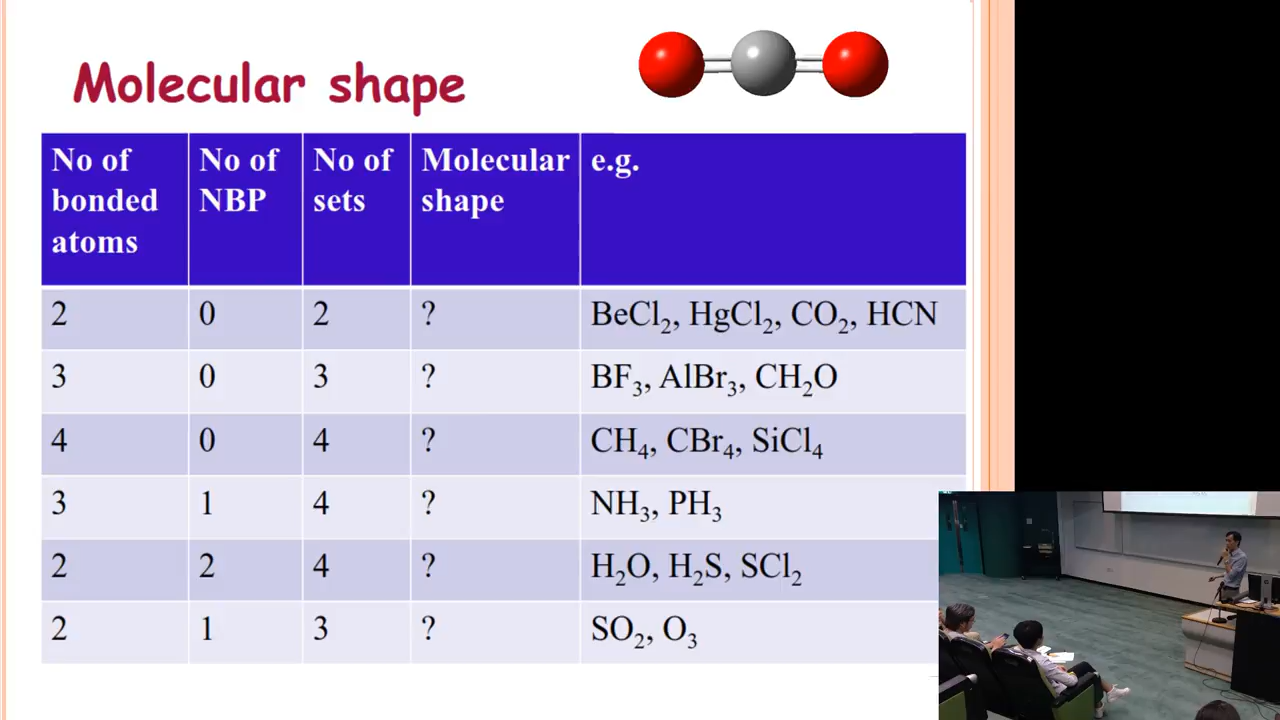 Molecular shape
No of bonded atoms No of NBP No of sets Molecular shape e.g.
2 0 2 ? BeCl₂, HgCl₂, CO₂, HCN
3 0 3 ? BF₃, AlBr₃, CH₂O
4 0 4 ? CH₄, CBr₄, SiCl₄
3 1 4 ? NH₃, PH₃
2 2 4 ? H₂O, H₂S, SCl₂
2 1 3 ? SO₂, O₃